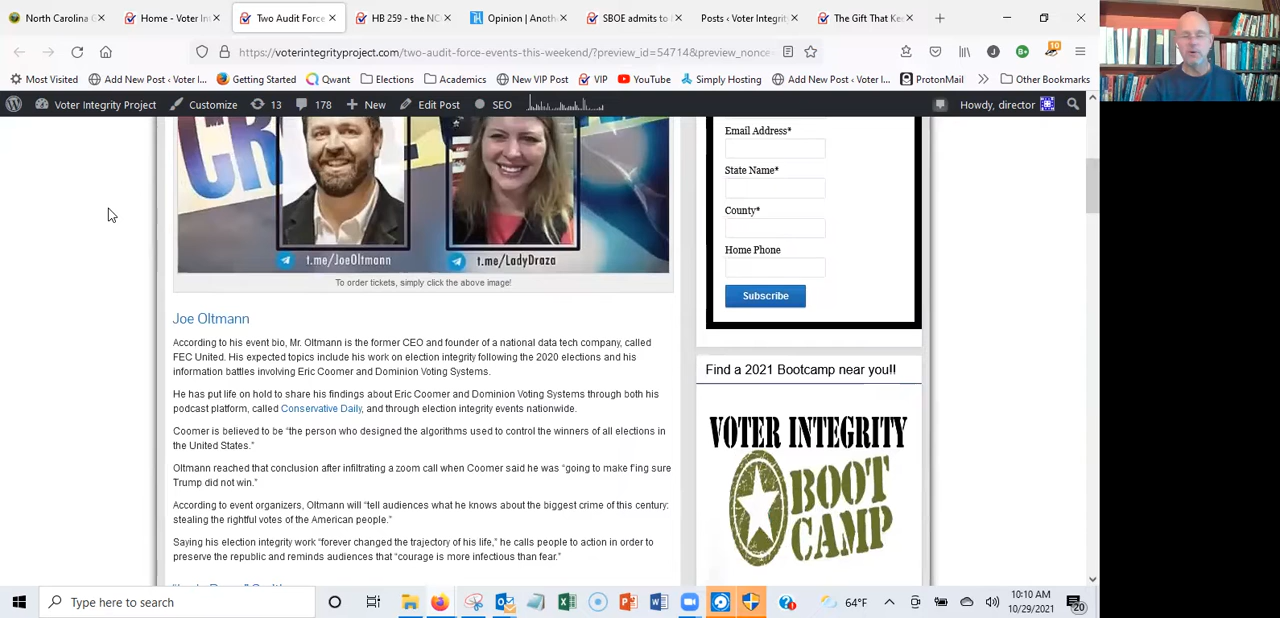 North Carolina G
Home - Voter In
Two Audit Force
HB 259 - the NC
Opinion | Anoth
SBOE admits to
Posts ‹ Voter Integrit
The Gift That Kee
https://voterintegrityproject.com/two-audit-force-events-this-weekend/?preview_id=54714&preview_nonce
10
Most Visited
Add New Post ‹ Voter I...
Getting Started
Qwant
Elections
Academics
New VIP Post
VIP
YouTube
Simply Hosting
Add New Post ‹ Voter I...
ProtonMail
Other Bookmarks
Voter Integrity Project
Customize
13
178
New
Edit Post
SEO
Howdy, director
t.me/JoeOltmann
t.me/LadyDraza
To order tickets, simply click the above image!
Joe Oltmann
According to his event bio, Mr. Oltmann is the former CEO and founder of a national data tech company, called
FEC United. His expected topics include his work on election integrity following the 2020 elections and his
information battles involving Eric Coomer and Dominion Voting Systems.
He has put life on hold to share his findings about Eric Coomer and Dominion Voting Systems through both his
podcast platform, called Conservative Daily, and through election integrity events nationwide.
Coomer is believed to be “the person who designed the algorithms used to control the winners of all elections in
the United States.”
Oltmann reached that conclusion after infiltrating a zoom call when Coomer said he was “going to make f'ing sure
Trump did not win.”
According to event organizers, Oltmann will “tell audiences what he knows about the biggest crime of this century:
stealing the rightful votes of the American people.”
Saying his election integrity work “forever changed the trajectory of his life,” he calls people to action in order to
preserve the republic and reminds audiences that “courage is more infectious than fear.”
Email Address*
State Name*
County*
Home Phone
Subscribe
Find a 2021 Bootcamp near you!!
VOTER INTEGRITY
BOOT
CAMP
Type here to search
64°F
10:10 AM
10/29/2021
20